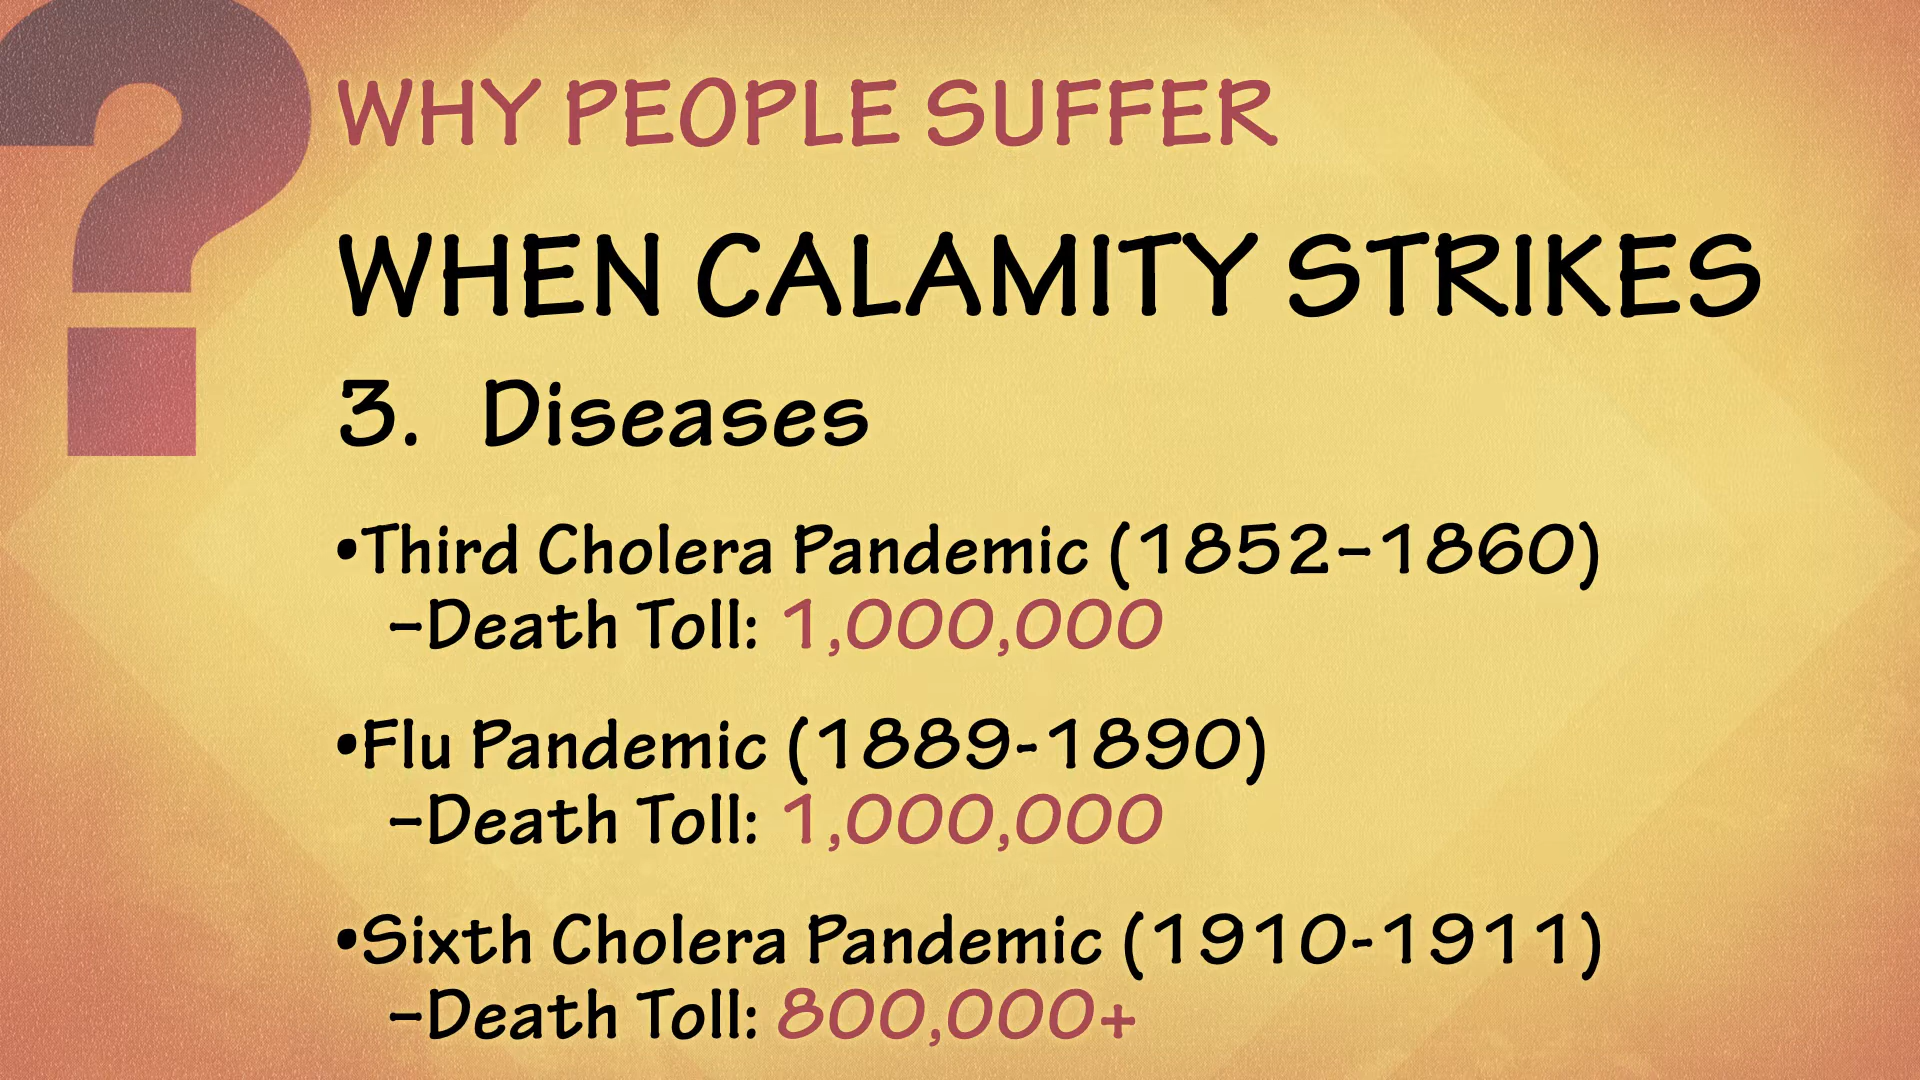 WHY PEOPLE SUFFER
WHEN CALAMITY STRIKES
3. Diseases
•Third Cholera Pandemic (1852–1860)
–Death Toll: 1,000,000
•Flu Pandemic (1889-1890)
–Death Toll: 1,000,000
•Sixth Cholera Pandemic (1910-1911)
–Death Toll: 800,000+